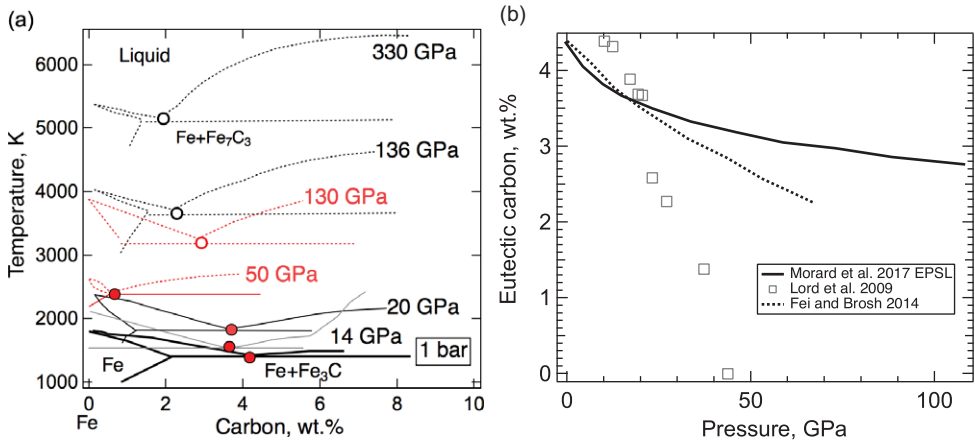 (a)
Temperature, K
6000
5000
4000
3000
2000
1000
Liquid
330 GPa
Fe+Fe7C3
136 GPa
130 GPa
50 GPa
20 GPa
14 GPa
1 bar
Fe
Fe+Fe3C
0 2 4 6 8 10
Fe
Carbon, wt.%
(b)
Eutectic carbon, wt.%
4
3
2
1
0
Morard et al. 2017 EPSL
Lord et al. 2009
Fei and Brosh 2014
0 50 100
Pressure, GPa